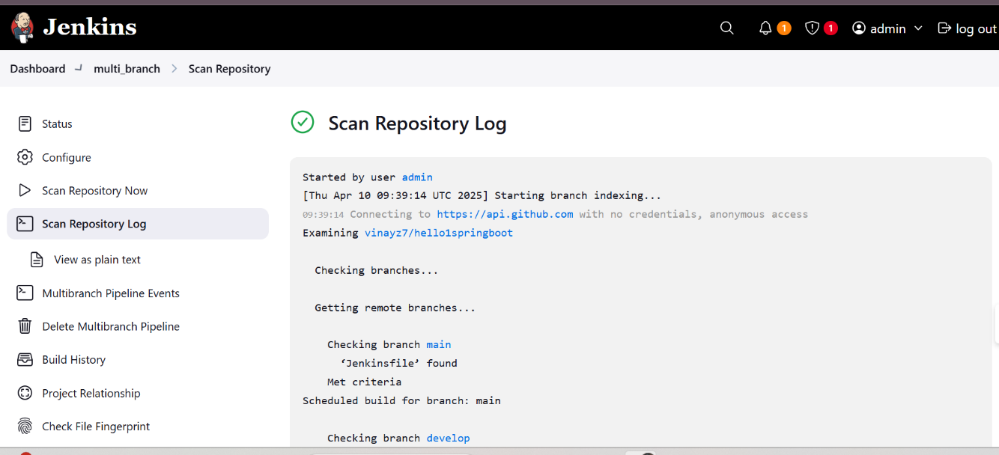 Jenkins
1
1
admin
log out
Dashboard
multi_branch
Scan Repository
Status
Configure
Scan Repository Now
Scan Repository Log
View as plain text
Multibranch Pipeline Events
Delete Multibranch Pipeline
Build History
Project Relationship
Check File Fingerprint
Scan Repository Log
Started by user admin
[Thu Apr 10 09:39:14 UTC 2025] Starting branch indexing...
09:39:14 Connecting to https://api.github.com with no credentials, anonymous access
Examining vinayz7/hello1springboot
Checking branches...
Getting remote branches...
Checking branch main
‘Jenkinsfile’ found
Met criteria
Scheduled build for branch: main
Checking branch develop